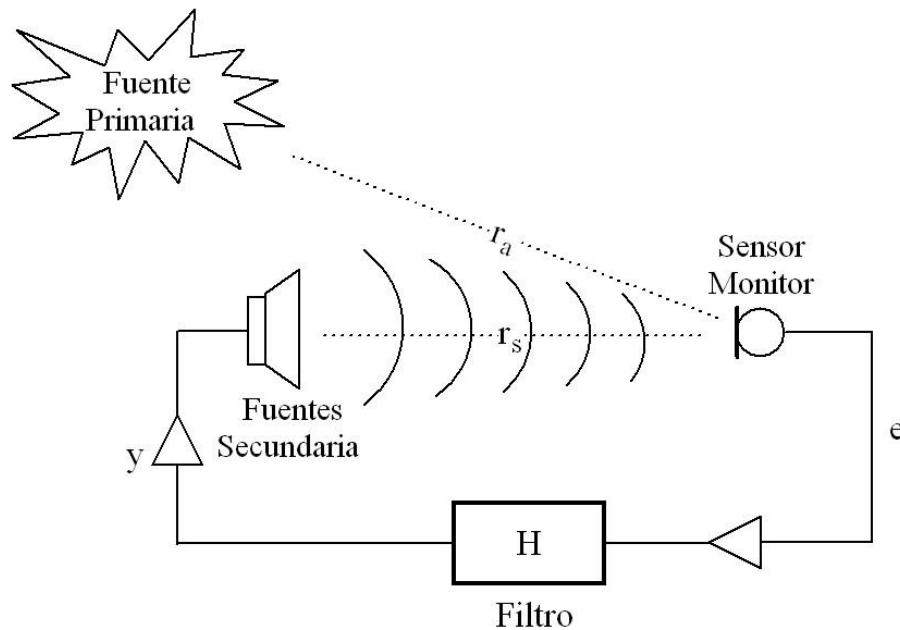 Fuente
Primaria
r_a
Sensor
Monitor
r_s
Fuentes
Secundaria
y
e
H
Filtro